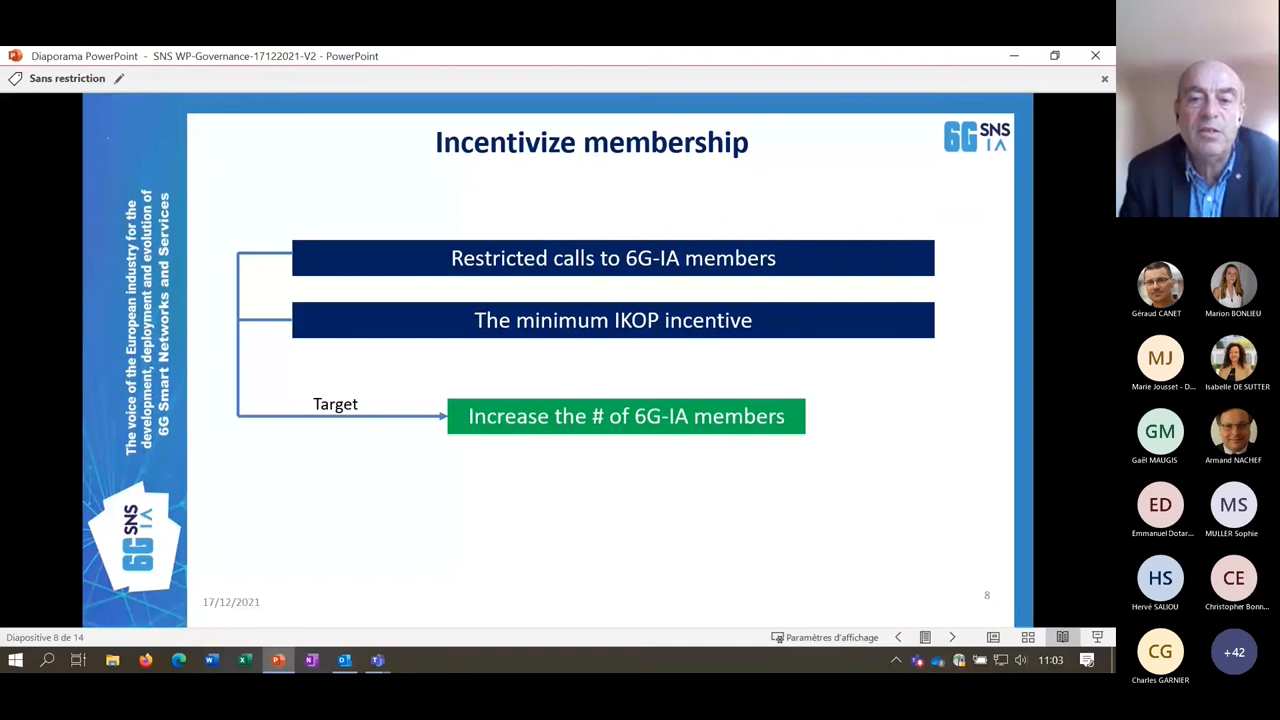 Diaporama PowerPoint - SNS WP-Governance-17122021-V2 - PowerPoint
Sans restriction
The voice of the European industry for the
development, deployment and evolution of
6G Smart Networks and Services
6G SNS
IA
Incentivize membership
6G SNS
IA
Restricted calls to 6G-IA members
The minimum IKOP incentive
Target
Increase the # of 6G-IA members
17/12/2021
8
Diapositive 8 de 14
Paramètres d'affichage
11:03
Géraud CANET
Marion BONLIEU
MJ
Marie Jousset - D...
Isabelle DE SUTTER
GM
Gaël MAUGIS
Armand NACHEF
ED
Emmanuel Dotar...
MS
MULLER Sophie
HS
Hervé SALIOU
CE
Christopher Bonn...
CG
Charles GARNIER
+42